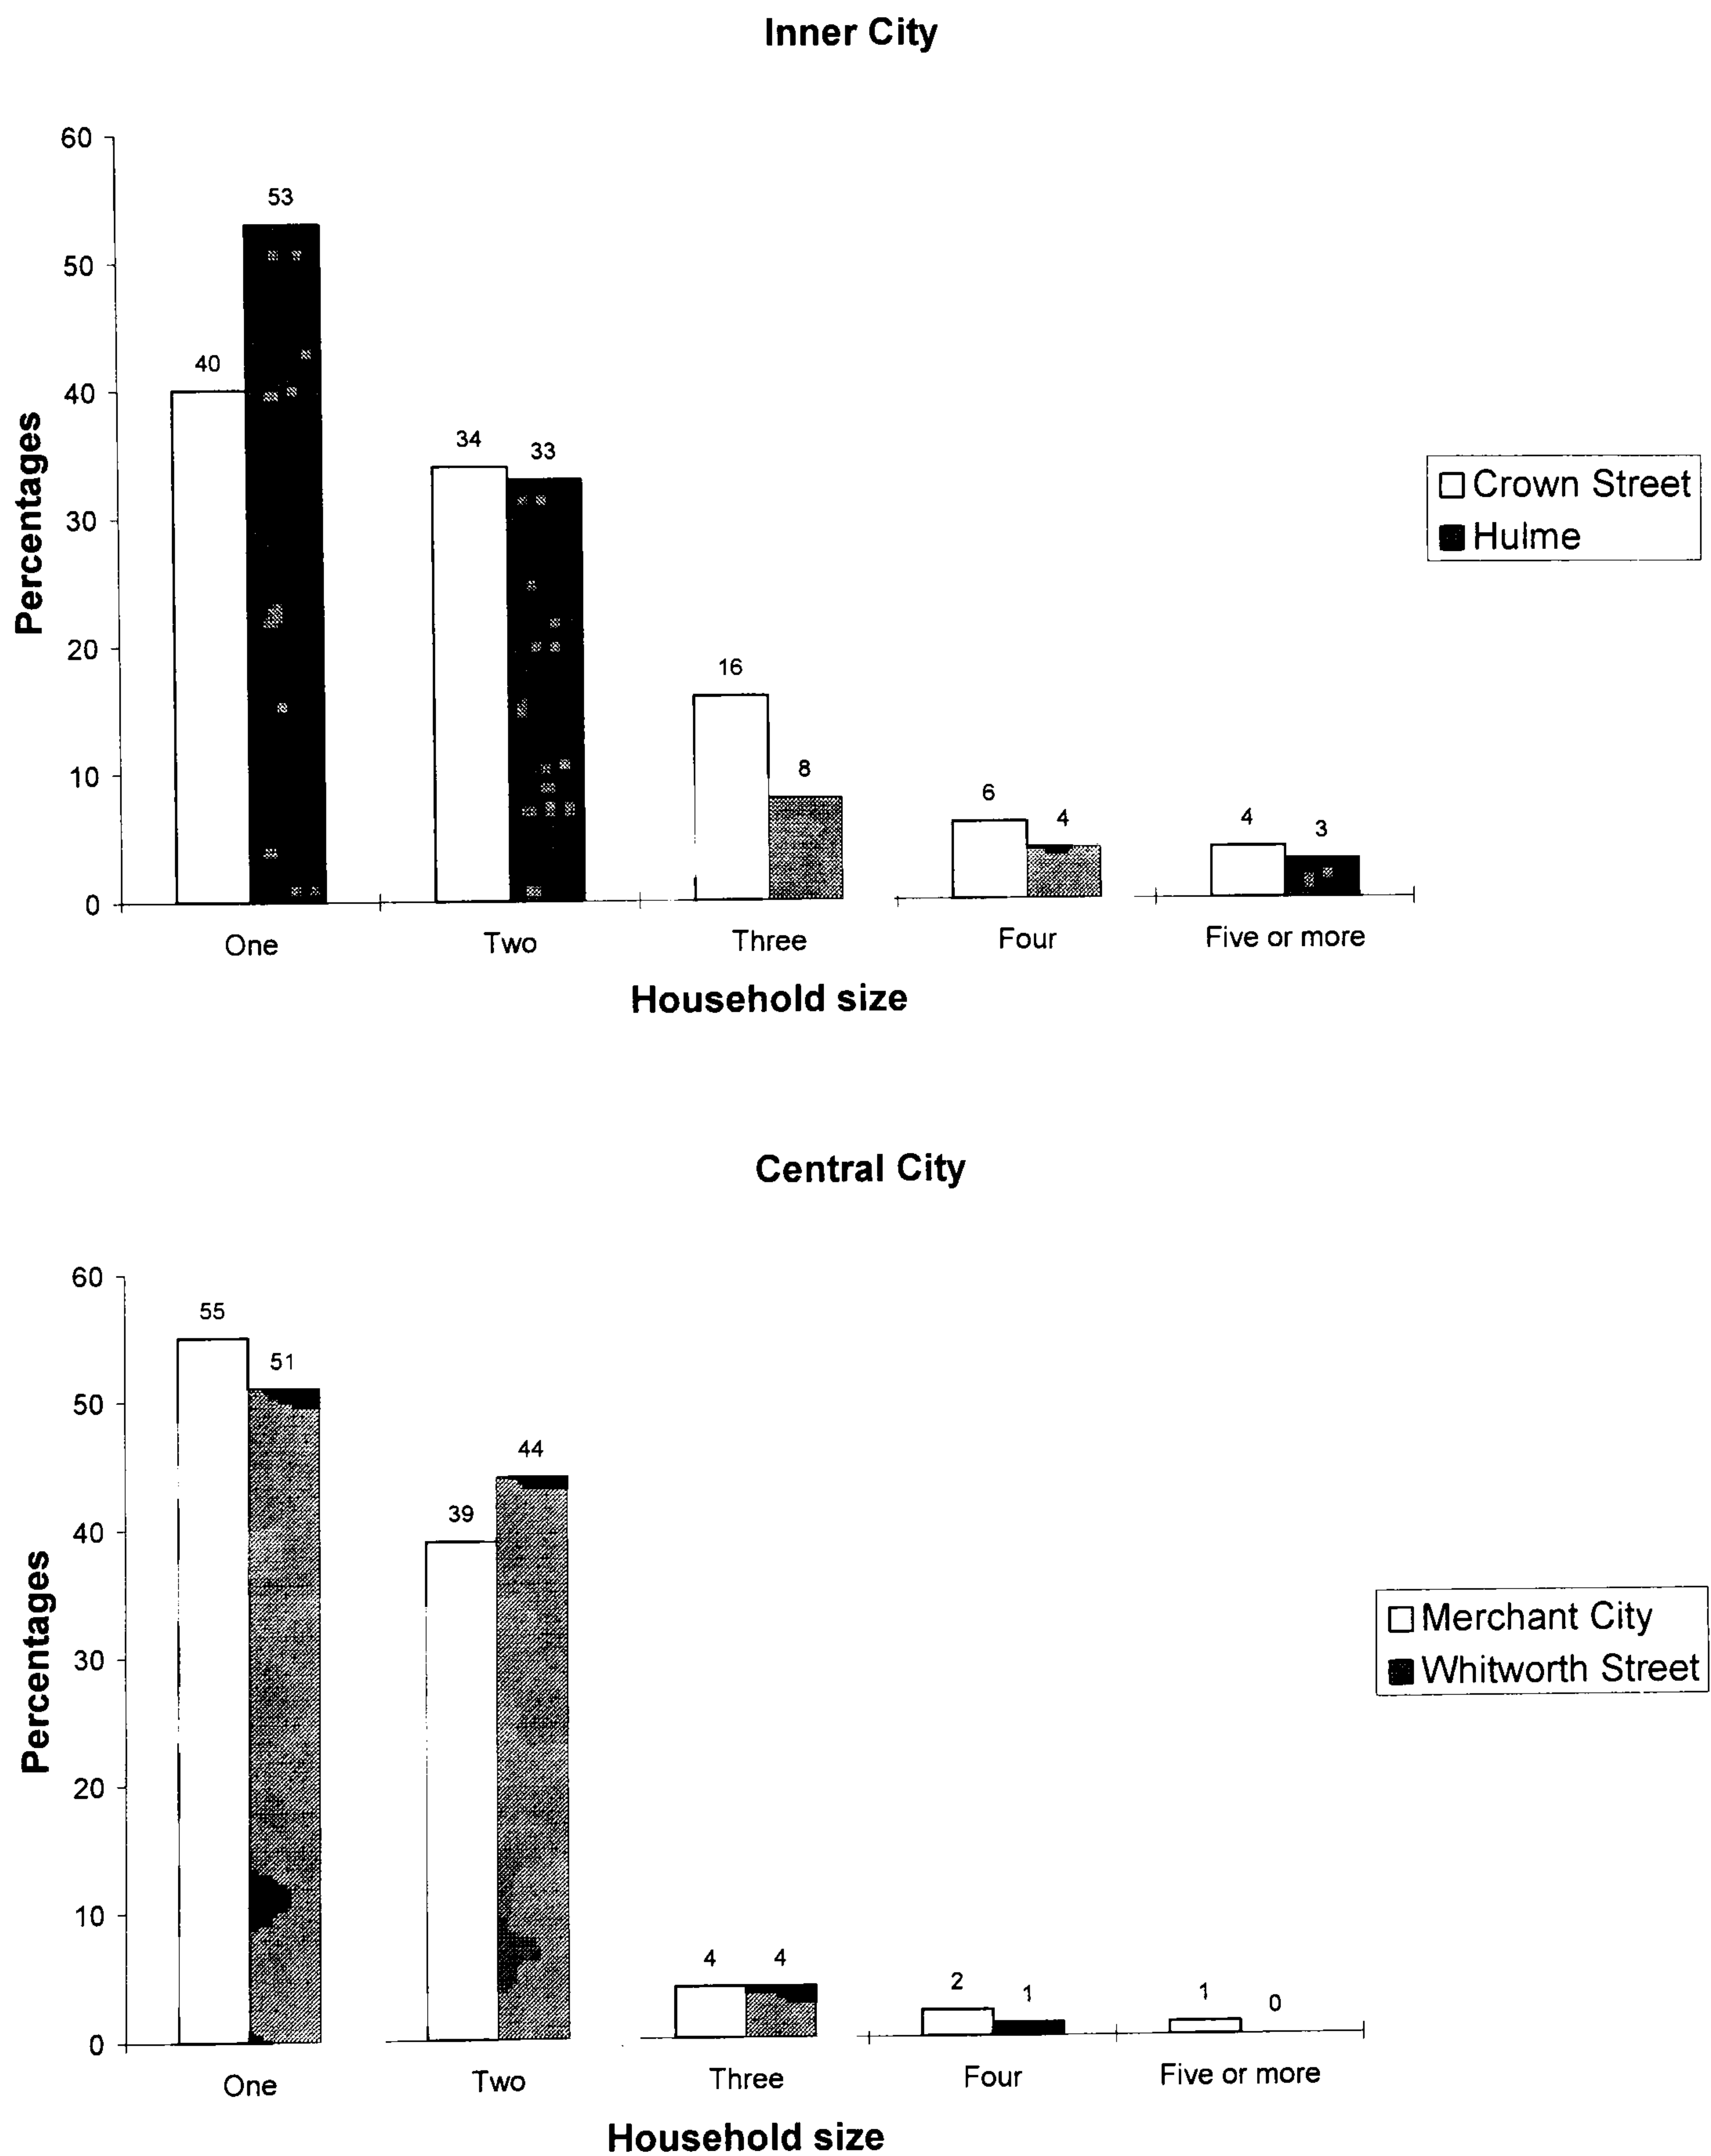 Inner City
60
50
40
30
20
10
0
Percentages
40
53
34
33
16
8
6
4
4
3
One
Two
Three
Four
Five or more
Household size
Crown Street
Hulme
Central City
60
50
40
30
20
10
0
Percentages
55
51
39
44
4
4
2
1
1
0
One
Two
Three
Four
Five or more
Household size
Merchant City
Whitworth Street